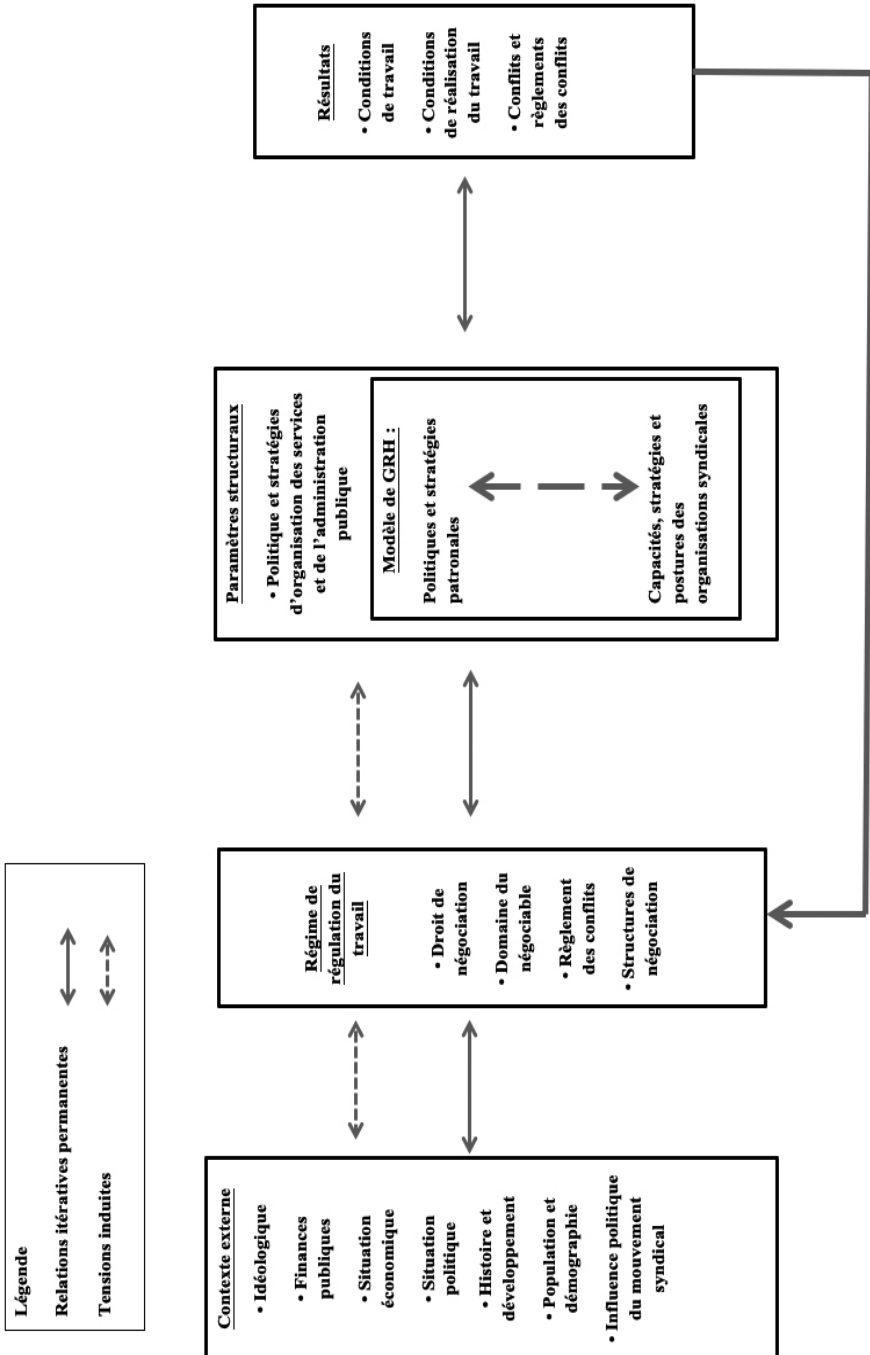 Légende
Relations itératives permanentes
Tensions induites
Contexte externe
• Idéologique
• Finances
publiques
• Situation
économique
• Situation
politique
• Histoire et
développement
• Population et
démographie
• Influence politique
du mouvement
syndical
Régime de
régulation du
travail
• Droit de
négociation
• Domaine du
négociable
• Règlement
des conflits
• Structures de
négociation
Paramètres structuraux
• Politique et stratégies
d’organisation des services
et de l’administration
publique
Modèle de GRH :
Politiques et stratégies
patronales
Capacités, stratégies et
postures des
organisations syndicales
Résultats
• Conditions
de travail
• Conditions
de réalisation
du travail
• Conflits et
règlements
des conflits